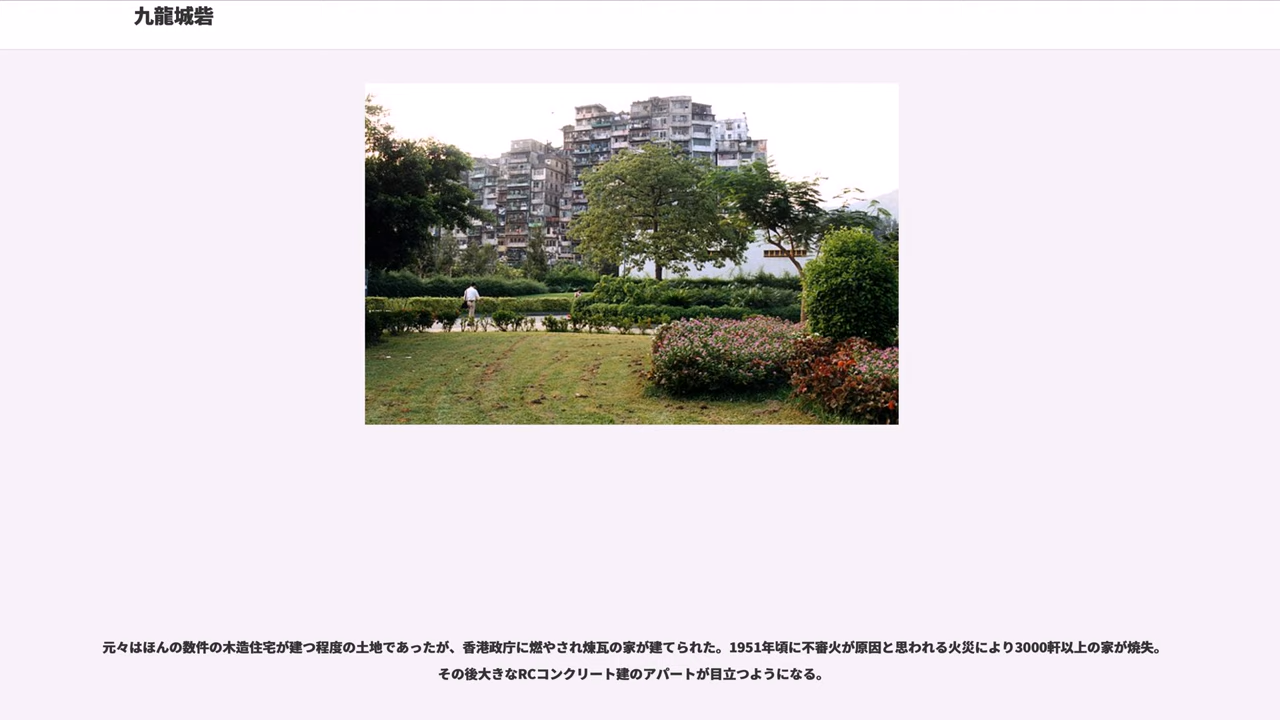 九龍城砦
元々はほんの数件の木造住宅が建つ程度の土地であったが、香港政庁に燃やされ煉瓦の家が建てられた。1951年頃に不審火が原因と思われる火災により3000軒以上の家が焼失。
その後大きなRCコンクリート建のアパートが目立つようになる。